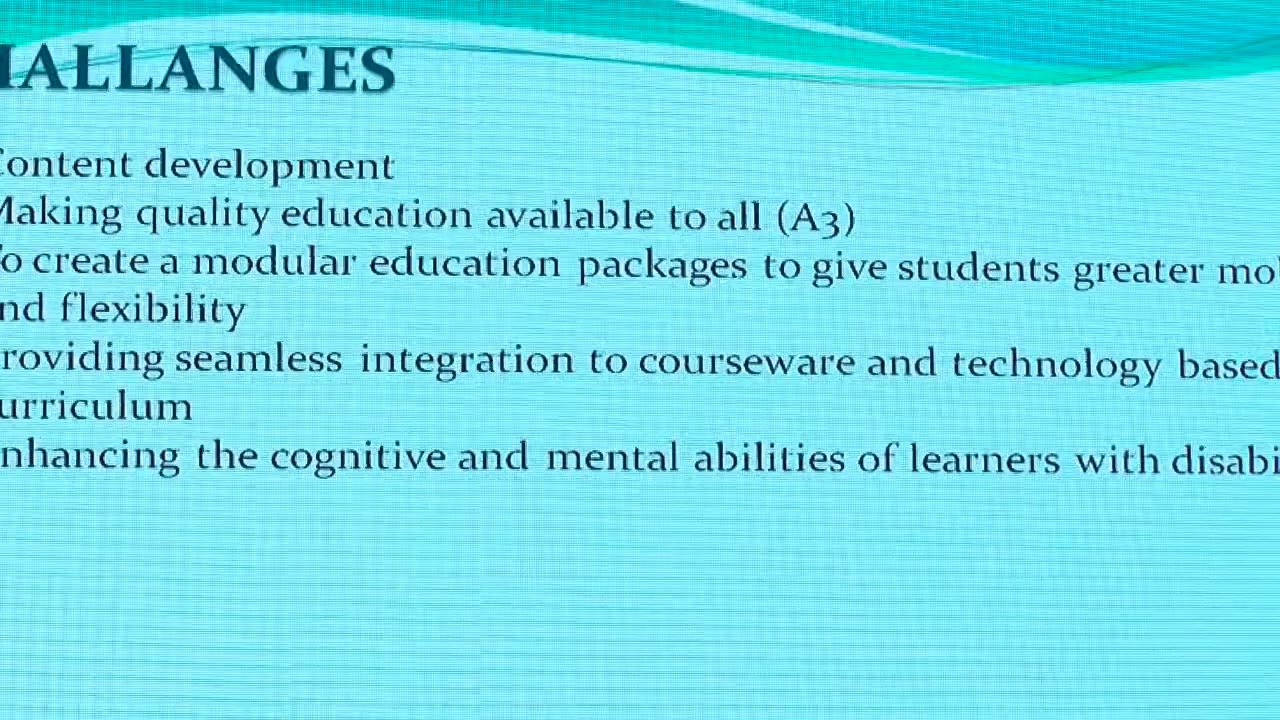 HALLANGES
Content development
Making quality education available to all (A3)
To create a modular education packages to give students greater mo
nd flexibility
roviding seamless integration to courseware and technology based
urriculum
nhancing the cognitive and mental abilities of learners with disabi